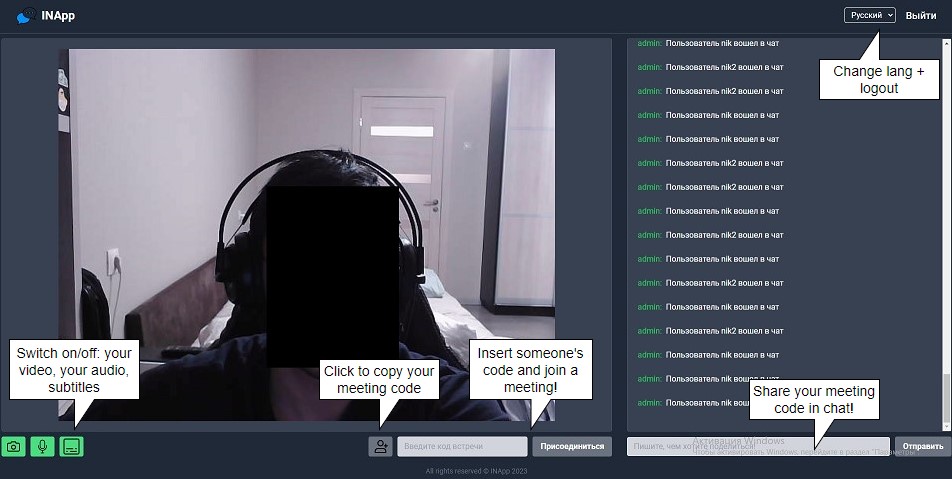 INApp
Русский
Выйти
admin: Пользователь nik вошел в чат
admin: Пользователь nik2 вошел в чат
admin: Пользователь nik2 вошел в чат
admin: Пользователь nik вошел в чат
admin: Пользователь nik вошел в чат
admin: Пользователь nik2 вошел в чат
admin: Пользователь nik2 вошел в чат
admin: Пользователь nik вошел в чат
admin: Пользователь nik2 вошел в чат
admin: Пользователь nik вошел в чат
admin: Пользователь nik2 вошел в чат
admin: Пользователь nik вошел в чат
admin: Пользователь nik2 вошел в чат
admin: Пользователь nik вошел в чат
admin: Пользователь nik вошел в чат
admin: Пользователь nik вошел в чат
Change lang +
logout
Switch on/off: your
video, your audio,
subtitles
Click to copy your
meeting code
Insert someone's
code and join a
meeting!
Share your meeting
code in chat!
Введите код встречи
Присоединиться
Пишите, чем хотите поделиться!
Отправить
Активация Windows
Чтобы активировать Windows, перейдите в раздел "Параметры".
All rights reserved © INApp 2023